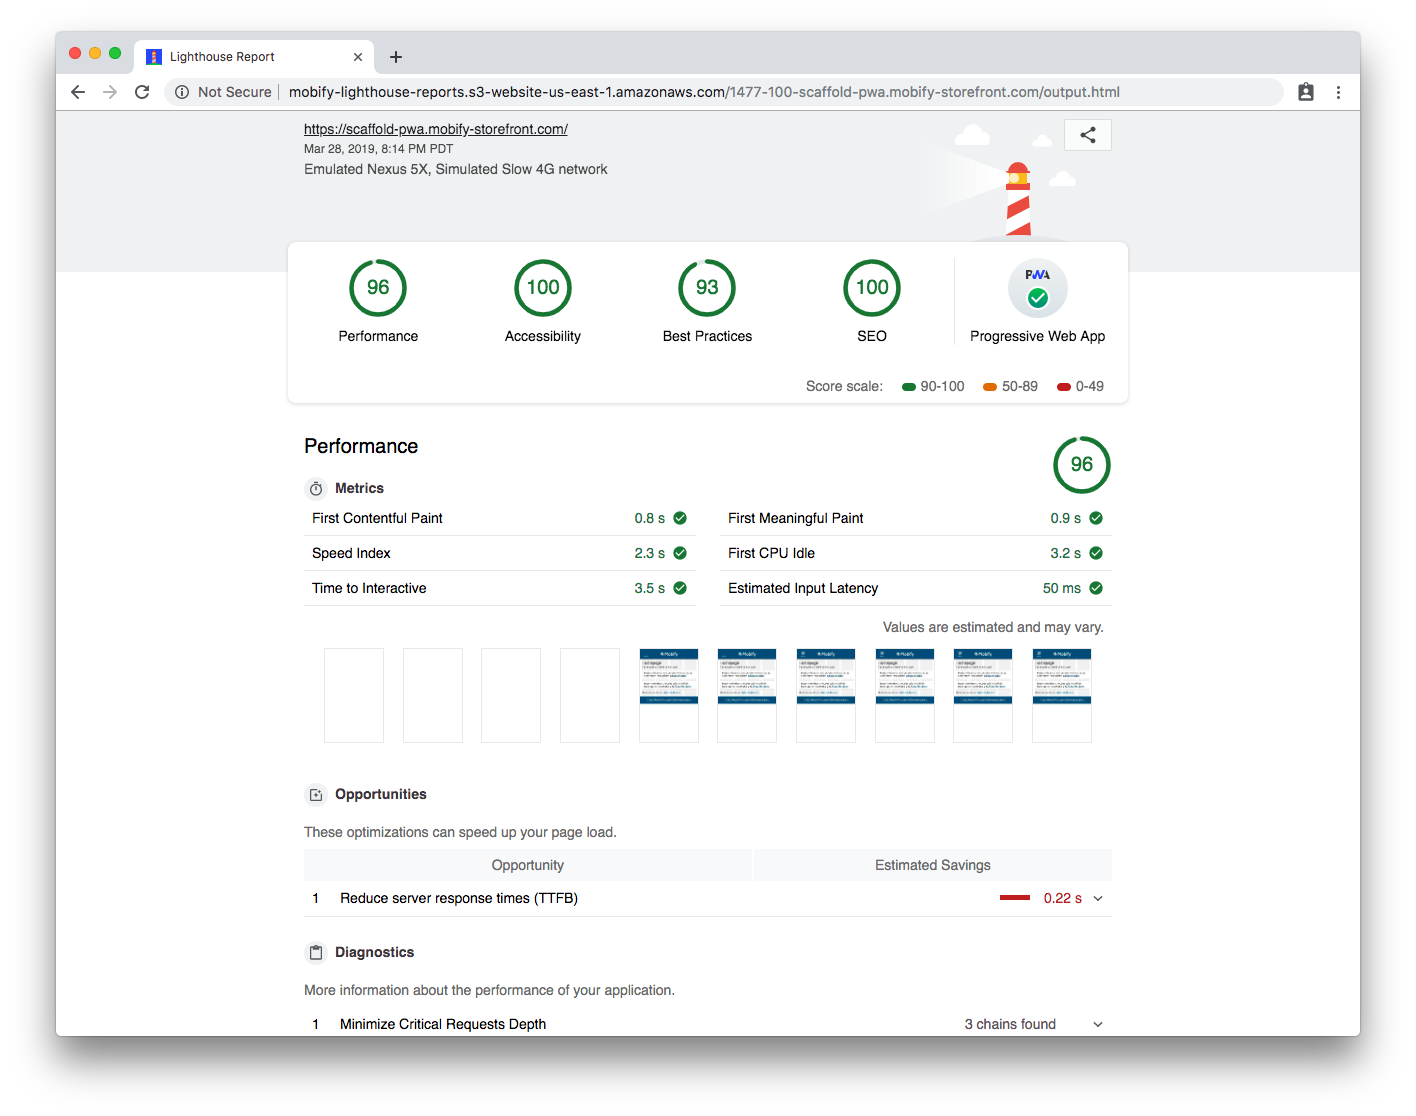 Lighthouse Report
Not Secure | mobify-lighthouse-reports.s3-website-us-east-1.amazonaws.com/1477-100-scaffold-pwa.mobify-storefront.com/output.html
https://scaffold-pwa.mobify-storefront.com/
Mar 28, 2019, 8:14 PM PDT
Emulated Nexus 5X, Simulated Slow 4G network
96 100 93 100 PWA
Performance Accessibility Best Practices SEO Progressive Web App
Score scale: 90-100 50-89 0-49
Performance 96
Metrics
First Contentful Paint 0.8 s First Meaningful Paint 0.9 s
Speed Index 2.3 s First CPU Idle 3.2 s
Time to Interactive 3.5 s Estimated Input Latency 50 ms
Values are estimated and may vary.
Mobify Mobify Mobify Mobify Mobify Mobify
Opportunities
These optimizations can speed up your page load.
Opportunity Estimated Savings
1 Reduce server response times (TTFB) 0.22 s
Diagnostics
More information about the performance of your application.
1 Minimize Critical Requests Depth 3 chains found